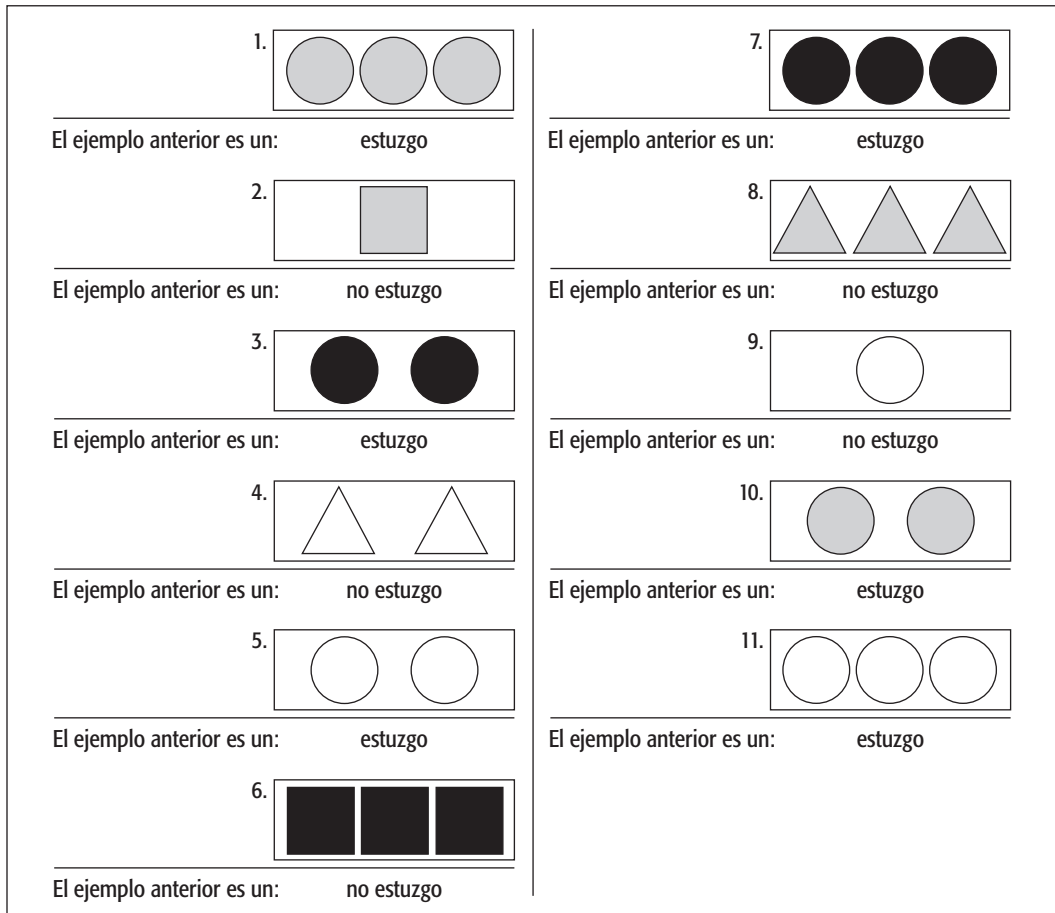 1.
El ejemplo anterior es un: estuzgo
2.
El ejemplo anterior es un: no estuzgo
3.
El ejemplo anterior es un: estuzgo
4.
El ejemplo anterior es un: no estuzgo
5.
El ejemplo anterior es un: estuzgo
6.
El ejemplo anterior es un: no estuzgo
7.
El ejemplo anterior es un: estuzgo
8.
El ejemplo anterior es un: no estuzgo
9.
El ejemplo anterior es un: no estuzgo
10.
El ejemplo anterior es un: estuzgo
11.
El ejemplo anterior es un: estuzgo